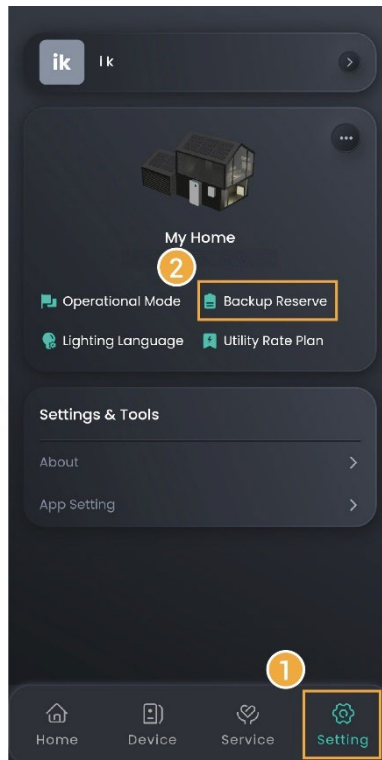 ik Ik
My Home
2
Operational Mode Backup Reserve
Lighting Language Utility Rate Plan
Settings & Tools
About
App Setting
1
Home Device Service Setting